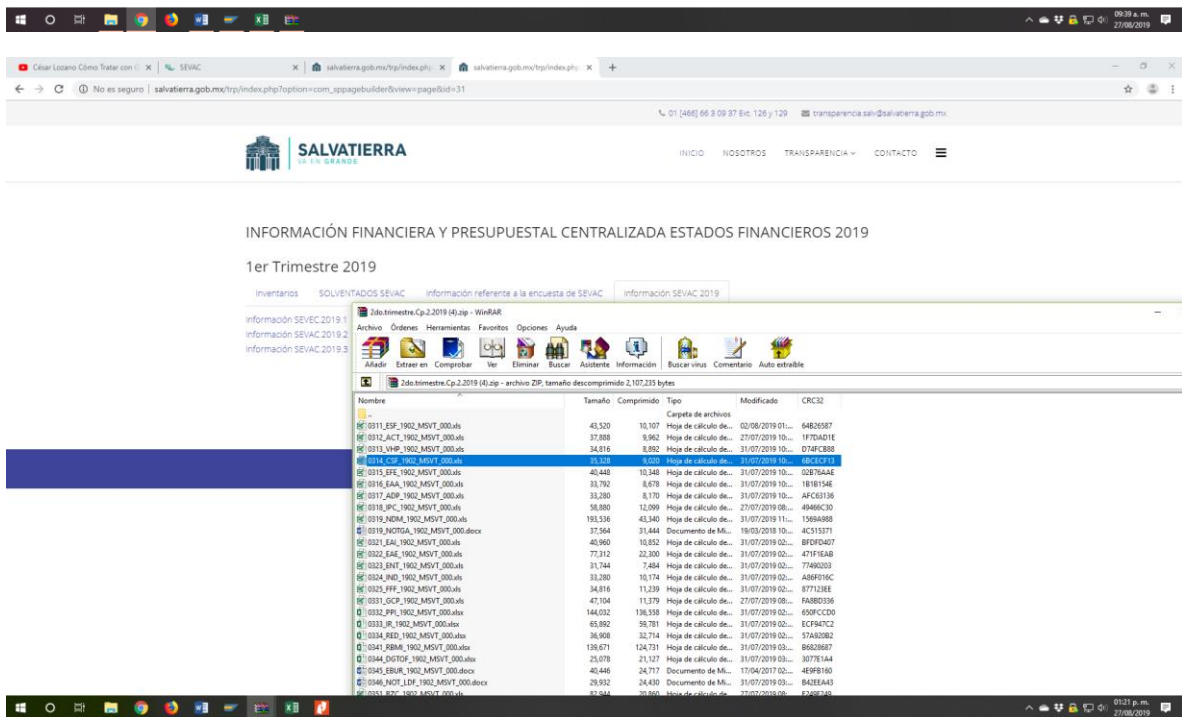 09:39 a. m.
27/08/2019
César Lozano Cómo Tratar con
SEVAC
salvatierra.gob.mx/trp/index.php
salvatierra.gob.mx/trp/index.php
No es seguro | salvatierra.gob.mx/trp/index.php?option=com_sppagebuilder&view=page&id=31
01 [466] 66 3 09 37 Ext. 126 y 129
transparencia.salv@salvatierra.gob.mx
SALVATIERRA
VA EN GRANDE
INICIO NOSOTROS TRANSPARENCIA CONTACTO
INFORMACIÓN FINANCIERA Y PRESUPUESTAL CENTRALIZADA ESTADOS FINANCIEROS 2019
1er Trimestre 2019
Inventarios SOLVENTADOS SEVAC Información referente a la encuesta de SEVAC Información SEVAC 2019
Información SEVEC.2019.1
Información SEVAC.2019.2
Información SEVAC.2019.3
2do.trimestre.Cp.2.2019 (4).zip - WinRAR
Archivo Órdenes Herramientas Favoritos Opciones Ayuda
Añadir Extraer en Comprobar Ver Eliminar Buscar Asistente Información Buscar virus Comentario Auto extraíble
2do.trimestre.Cp.2.2019 (4).zip - archivo ZIP, tamaño descomprimido 2,107,235 bytes
Nombre Tamaño Comprimido Tipo Modificado CRC32
.. Carpeta de archivos
0311_ESF_1902_MSVT_000.xls 43,520 10,107 Hoja de cálculo de... 02/08/2019 01:... 64B26587
0312_ACT_1902_MSVT_000.xls 37,888 9,962 Hoja de cálculo de... 27/07/2019 10:... 1F7DAD1E
0313_VHP_1902_MSVT_000.xls 34,816 8,892 Hoja de cálculo de... 31/07/2019 10:... D74FCB88
0314_CSF_1902_MSVT_000.xls 35,328 9,020 Hoja de cálculo de... 31/07/2019 10:... 6BCECF13
0315_EFE_1902_MSVT_000.xls 40,448 10,348 Hoja de cálculo de... 31/07/2019 10:... 02B76AAE
0316_EAA_1902_MSVT_000.xls 33,792 8,678 Hoja de cálculo de... 31/07/2019 10:... 1B1B154E
0317_ADP_1902_MSVT_000.xls 33,280 8,170 Hoja de cálculo de... 31/07/2019 10:... AFC63136
0318_IPC_1902_MSVT_000.xls 58,880 12,099 Hoja de cálculo de... 27/07/2019 08:... 49466C30
0319_NDM_1902_MSVT_000.xls 193,536 43,340 Hoja de cálculo de... 31/07/2019 11:... 1569A988
0319_NOTGA_1902_MSVT_000.docx 37,564 31,444 Documento de Mi... 19/03/2018 10:... 4C515371
0321_EAI_1902_MSVT_000.xls 40,960 10,852 Hoja de cálculo de... 31/07/2019 02:... BFDFD407
0322_EAE_1902_MSVT_000.xls 77,312 22,300 Hoja de cálculo de... 31/07/2019 02:... 471F1EAB
0323_ENT_1902_MSVT_000.xls 31,744 7,484 Hoja de cálculo de... 31/07/2019 02:... 77490203
0324_IND_1902_MSVT_000.xls 33,280 10,174 Hoja de cálculo de... 31/07/2019 02:... A86F016C
0325_FFF_1902_MSVT_000.xls 34,816 11,239 Hoja de cálculo de... 31/07/2019 02:... 877123EE
0331_GCP_1902_MSVT_000.xls 47,104 11,379 Hoja de cálculo de... 27/07/2019 08:... FA8BD336
0332_PPI_1902_MSVT_000.xlsx 144,032 136,558 Hoja de cálculo de... 31/07/2019 02:... 650FCCD0
0333_IR_1902_MSVT_000.xlsx 65,892 59,781 Hoja de cálculo de... 31/07/2019 02:... ECF947C2
0334_RED_1902_MSVT_000.xlsx 36,908 32,714 Hoja de cálculo de... 31/07/2019 02:... 57A920B2
0341_RBMI_1902_MSVT_000.xlsx 139,671 124,731 Hoja de cálculo de... 31/07/2019 03:... B6828687
0344_DGTOF_1902_MSVT_000.xlsx 25,078 21,127 Hoja de cálculo de... 31/07/2019 03:... 3077E1A4
0345_EBUR_1902_MSVT_000.docx 40,446 24,717 Documento de Mi... 17/04/2017 02:... 4E9FB160
0346_NOT_LDF_1902_MSVT_000.docx 29,932 24,430 Documento de Mi... 31/07/2019 03:... B42EEA43
0351_BZC_1902_MSVT_000.xls 82,944 20,860 Hoja de cálculo de... 27/07/2019 08:... F249E249
01:21 p. m.
27/08/2019